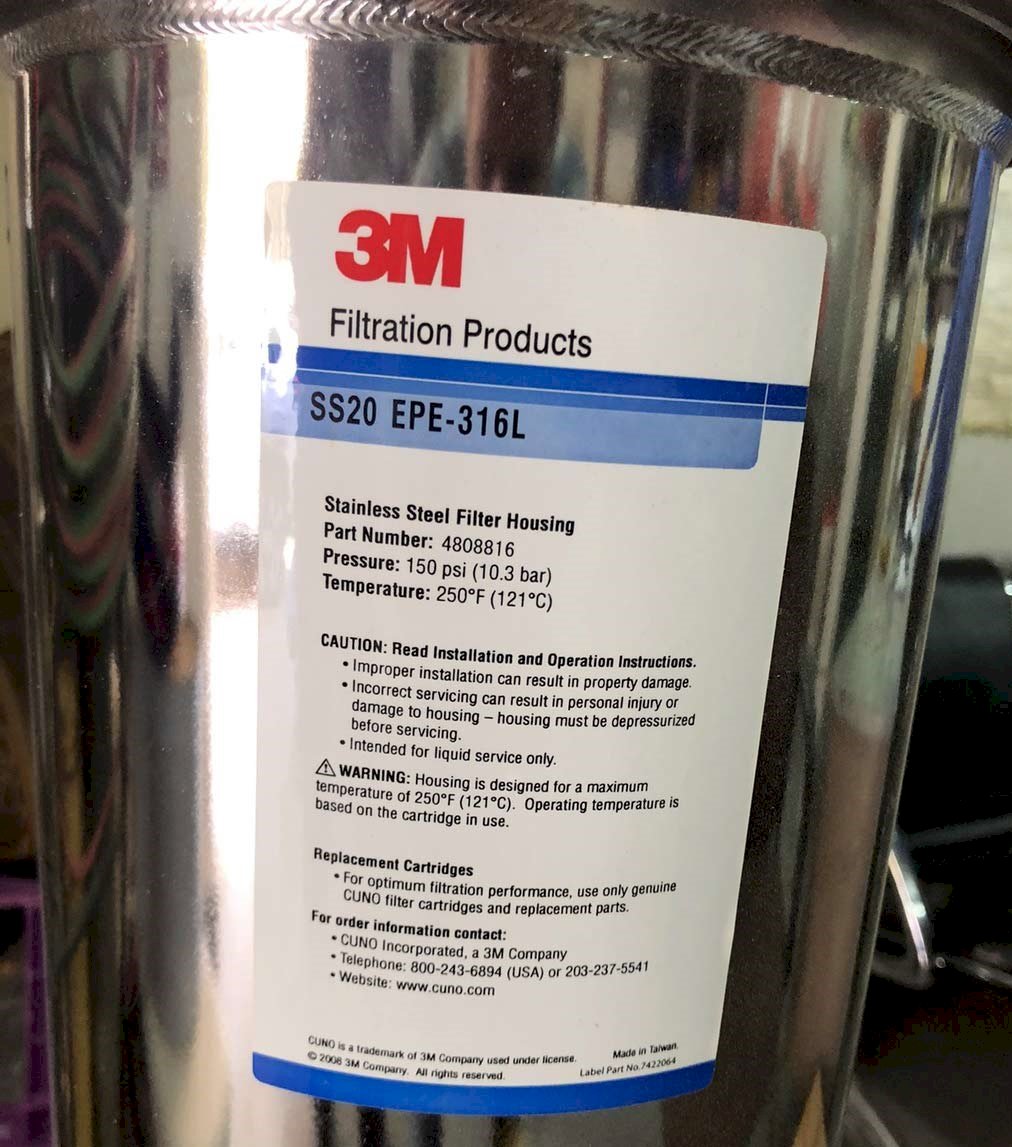 3M
Filtration Products
SS20 EPE-316L
Stainless Steel Filter Housing
Part Number: 4808816
Pressure: 150 psi (10.3 bar)
Temperature: 250°F (121°C)
CAUTION: Read Installation and Operation Instructions.
• Improper installation can result in property damage.
• Incorrect servicing can result in personal injury or
damage to housing – housing must be depressurized
before servicing.
• Intended for liquid service only.
⚠ WARNING: Housing is designed for a maximum
temperature of 250°F (121°C). Operating temperature is
based on the cartridge in use.
Replacement Cartridges
• For optimum filtration performance, use only genuine
CUNO filter cartridges and replacement parts.
For order information contact:
• CUNO Incorporated, a 3M Company
• Telephone: 800-243-6894 (USA) or 203-237-5541
• Website: www.cuno.com
CUNO is a trademark of 3M Company used under license.
© 2008 3M Company. All rights reserved.
Made in Taiwan.
Label Part No.7422064